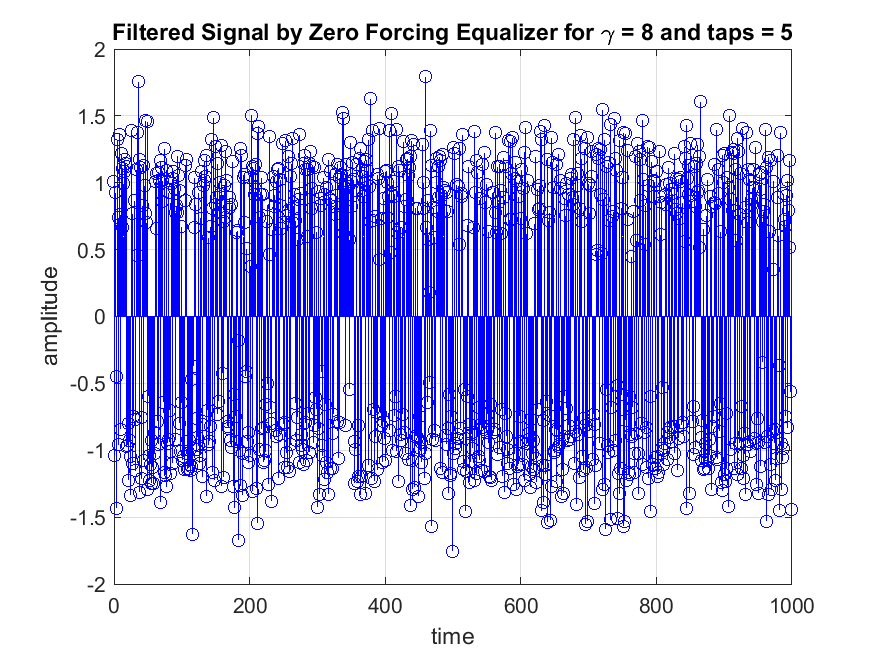 Filtered Signal by Zero Forcing Equalizer for γ = 8 and taps = 5
2
1.5
1
0.5
0
-0.5
-1
-1.5
-2
amplitude
0 200 400 600 800 1000
time